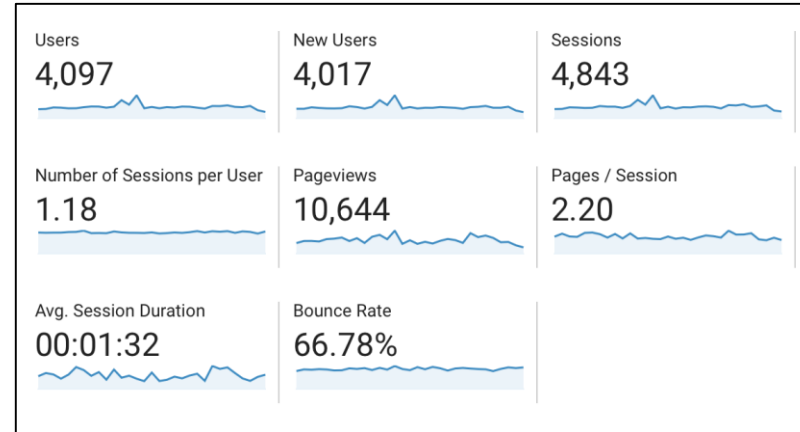 Users
4,097
New Users
4,017
Sessions
4,843
Number of Sessions per User
1.18
Pageviews
10,644
Pages / Session
2.20
Avg. Session Duration
00:01:32
Bounce Rate
66.78%